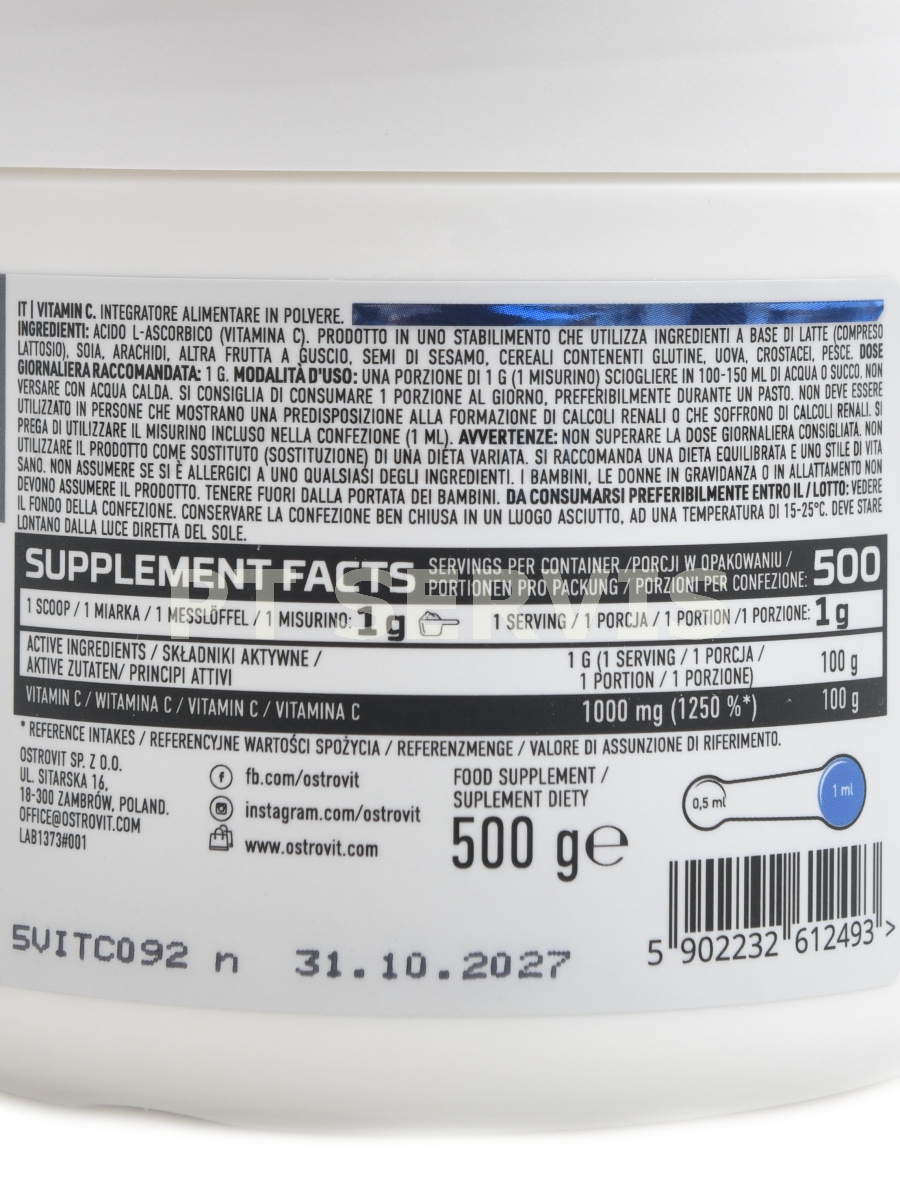 IT | VITAMIN C. INTEGRATORE ALIMENTARE IN POLVERE.
INGREDIENTI: ACIDO L-ASCORBICO (VITAMINA C). PRODOTTO IN UNO STABILIMENTO CHE UTILIZZA INGREDIENTI A BASE DI LATTE (COMPRESO
LATTOSIO), SOIA, ARACHIDI, ALTRA FRUTTA A GUSCIO, SEMI DI SESAMO, CEREALI CONTENENTI GLUTINE, UOVA, CROSTACEI, PESCE. DOSE
GIORNALIERA RACCOMANDATA: 1 G. MODALITÀ D'USO: UNA PORZIONE DI 1 G (1 MISURINO) SCIOGLIERE IN 100-150 ML DI ACQUA O SUCCO. NON
VERSARE CON ACQUA CALDA. SI CONSIGLIA DI CONSUMARE 1 PORZIONE AL GIORNO, PREFERIBILMENTE DURANTE UN PASTO. NON DEVE ESSERE
UTILIZZATO IN PERSONE CHE MOSTRANO UNA PREDISPOSIZIONE ALLA FORMAZIONE DI CALCOLI RENALI O CHE SOFFRONO DI CALCOLI RENALI. SI
PREGA DI UTILIZZARE IL MISURINO INCLUSO NELLA CONFEZIONE (1 ML). AVVERTENZE: NON SUPERARE LA DOSE GIORNALIERA CONSIGLIATA. NON
UTILIZZARE IL PRODOTTO COME SOSTITUTO (SOSTITUZIONE) DI UNA DIETA VARIATA. SI RACCOMANDA UNA DIETA EQUILIBRATA E UNO STILE DI VITA
SANO. NON ASSUMERE SE SI È ALLERGICI A UNO QUALSIASI DEGLI INGREDIENTI. I BAMBINI, LE DONNE IN GRAVIDANZA O IN ALLATTAMENTO NON
DEVONO ASSUMERE IL PRODOTTO. TENERE FUORI DALLA PORTATA DEI BAMBINI. DA CONSUMARSI PREFERIBILMENTE ENTRO IL / LOTTO: VEDERE
IL FONDO DELLA CONFEZIONE. CONSERVARE LA CONFEZIONE BEN CHIUSA IN UN LUOGO ASCIUTTO, AD UNA TEMPERATURA DI 15-25°C. DEVE STARE
LONTANO DALLA LUCE DIRETTA DEL SOLE.
SUPPLEMENT FACTS SERVINGS PER CONTAINER /PORCJI W OPAKOWANIU /
PORTIONEN PRO PACKUNG / PORZIONI PER CONFEZIONE: 500
PT SERVIS
1 SCOOP / 1 MIARKA / 1 MESSLÖFFEL / 1 MISURINO: 1 g 1 SERVING / 1 PORCJA / 1 PORTION /1 PORZIONE: 1 g
ACTIVE INGREDIENTS / SKŁADNIKI AKTYWNE /
AKTIVE ZUTATEN/ PRINCIPI ATTIVI
1 G (1 SERVING / 1 PORCJA /
1 PORTION / 1 PORZIONE)
100 g
VITAMIN C / WITAMINA C / VITAMIN C / VITAMINA C 1000 mg (1250 %*) 100 g
* REFERENCE INTAKES / REFERENCYJNE WARTOŚCI SPOŻYCIA / REFERENZMENGE / VALORE DI ASSUNZIONE DI RIFERIMENTO.
OSTROVIT SP. Z O.O.
UL. SITARSKA 16,
18-300 ZAMBRÓW, POLAND.
OFFICE@OSTROVIT.COM
LAB1373#001
fb.com/ostrovit
instagram.com/ostrovit
www.ostrovit.com
FOOD SUPPLEMENT /
SUPLEMENT DIETY
500 g℮
0,5 ml
1 ml
5 902232 612493 >
5VITC092 n 31.10.2027